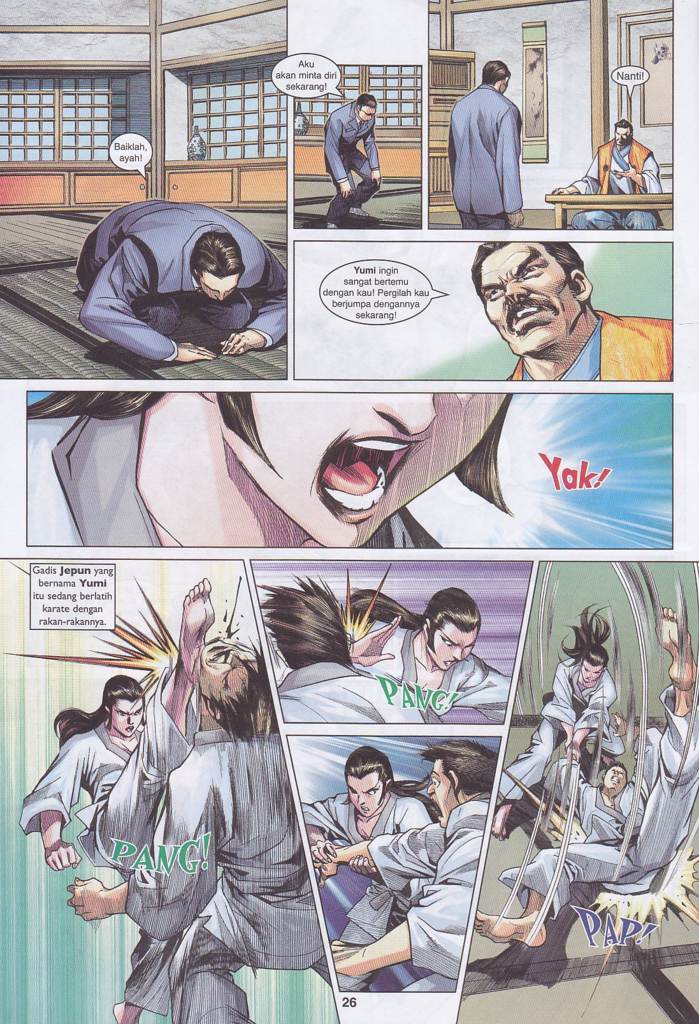 Baiklah,
ayah!
Aku
akan minta diri
sekarang!
Nanti!
Yumi ingin
sangat bertemu
dengan kau! Pergilah kau
berjumpa dengannya
sekarang!
Yak!
Gadis Jepun yang
bernama Yumi
itu sedang berlatih
karate dengan
rakan-rakannya.
PANG!
PANG!
PAP!
26